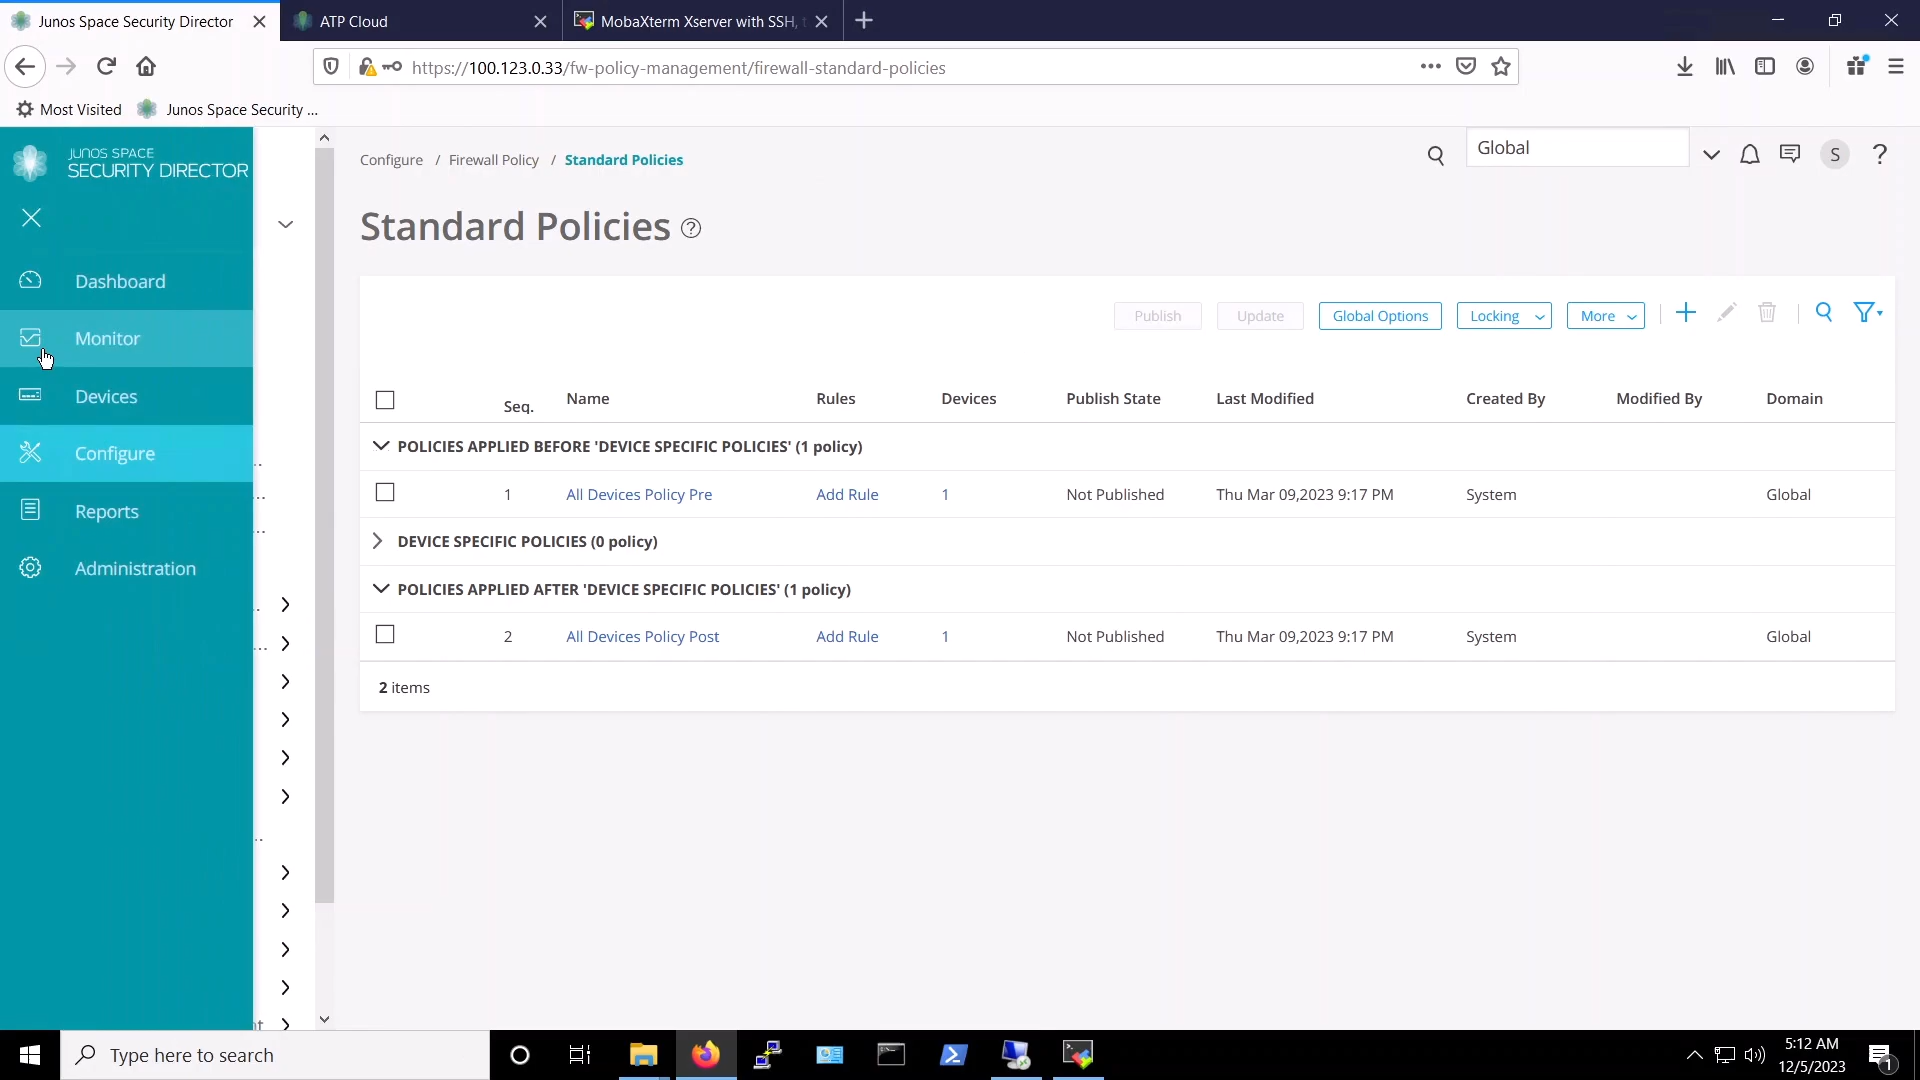 Junos Space Security Director
ATP Cloud
MobaXterm Xserver with SSH, t
https://100.123.0.33/fw-policy-management/firewall-standard-policies
Most Visited
Junos Space Security ...
JUNOS SPACE
SECURITY DIRECTOR
Dashboard
Monitor
Devices
Configure
Reports
Administration
Configure / Firewall Policy / Standard Policies
Global
S
?
Standard Policies ?
Publish
Update
Global Options
Locking
More
Seq.
Name
Rules
Devices
Publish State
Last Modified
Created By
Modified By
Domain
POLICIES APPLIED BEFORE 'DEVICE SPECIFIC POLICIES' (1 policy)
1 All Devices Policy Pre Add Rule 1 Not Published Thu Mar 09,2023 9:17 PM System Global
DEVICE SPECIFIC POLICIES (0 policy)
POLICIES APPLIED AFTER 'DEVICE SPECIFIC POLICIES' (1 policy)
2 All Devices Policy Post Add Rule 1 Not Published Thu Mar 09,2023 9:17 PM System Global
2 items
Type here to search
5:12 AM
12/5/2023
1